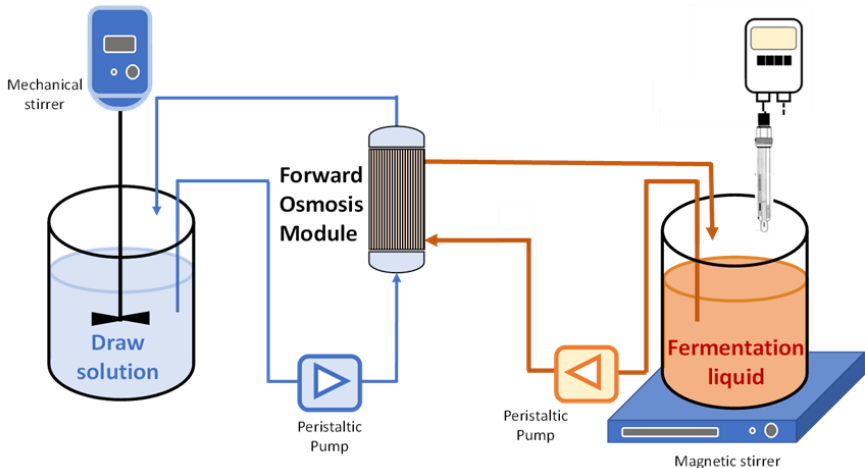 Mechanical
stirrer
Forward
Osmosis
Module
Draw
solution
Fermentation
liquid
Peristaltic
Pump
Peristaltic
Pump
Magnetic stirrer